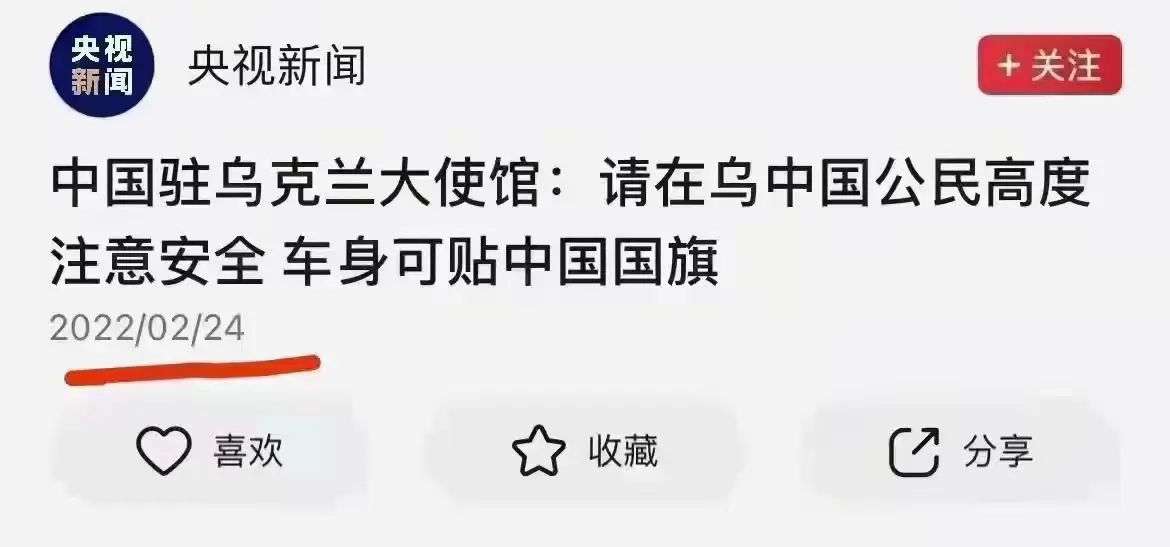 央视
新闻
央视新闻
+ 关注
中国驻乌克兰大使馆：请在乌中国公民高度
注意安全 车身可贴中国国旗
2022/02/24
喜欢
收藏
分享